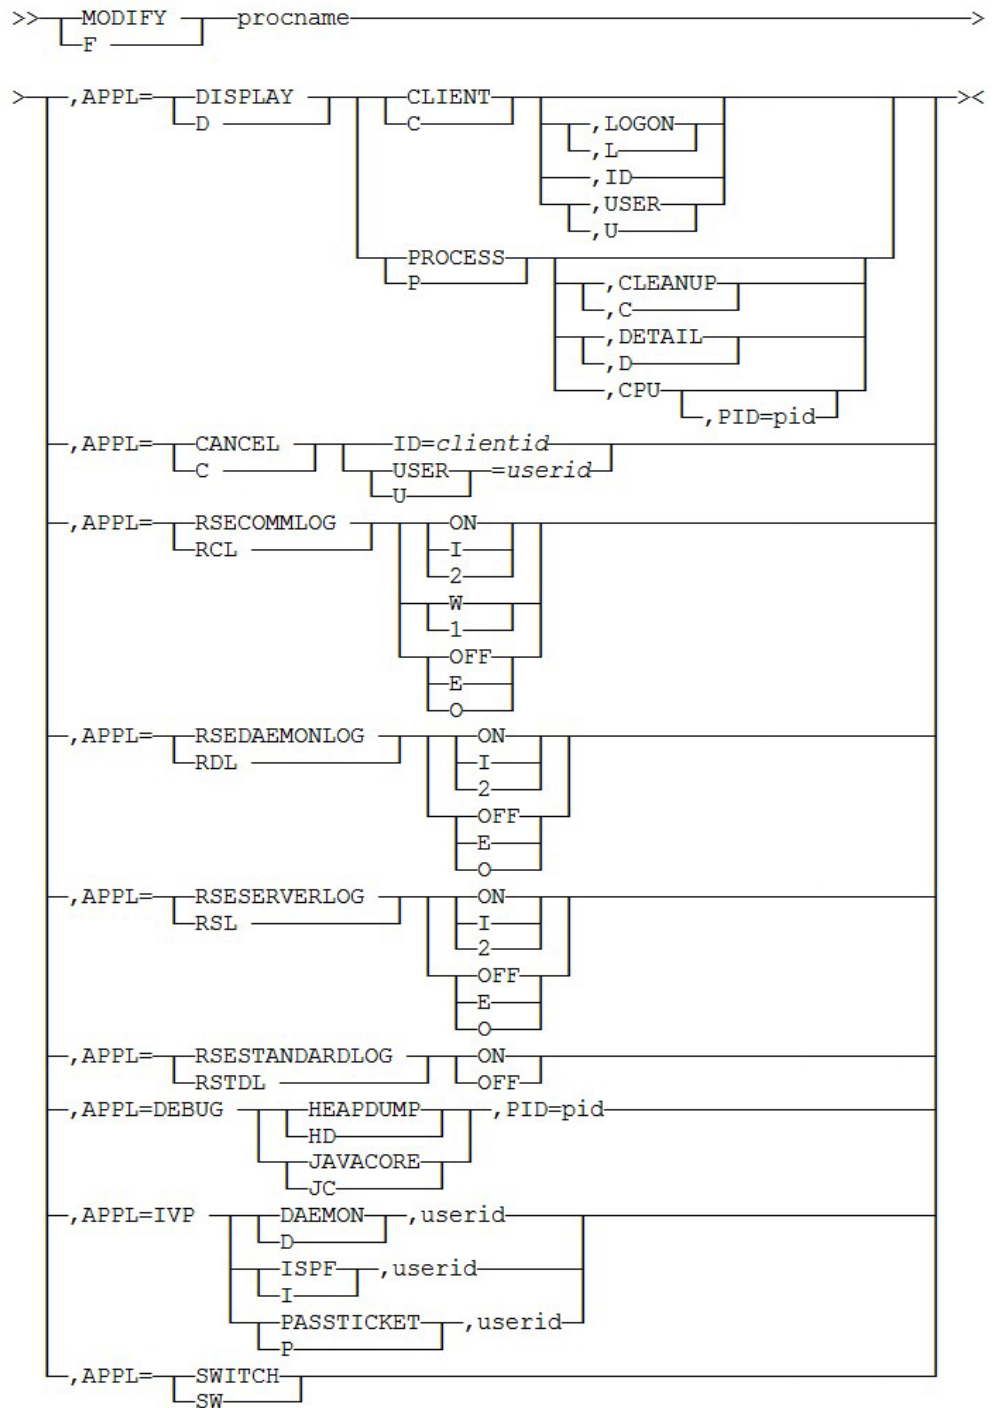 >> MODIFY procname >
F
> ,APPL= DISPLAY CLIENT ><
D C ,LOGON
,L
,ID
,USER
,U
PROCESS
P ,CLEANUP
,C
,DETAIL
,D
,CPU
,PID=pid
,APPL= CANCEL ID=clientid
C USER =userid
U
,APPL= RSECOMMLOG ON
RCL I
2
W
1
OFF
E
O
,APPL= RSEDAEMONLOG ON
RDL I
2
OFF
E
O
,APPL= RSESERVERLOG ON
RSL I
2
OFF
E
O
,APPL= RSESTANDARDLOG ON
RSTDL OFF
,APPL=DEBUG HEAPDUMP ,PID=pid
HD
JAVACORE
JC
,APPL=IVP DAEMON ,userid
D
ISPF ,userid
I
PASSTICKET ,userid
P
,APPL= SWITCH
SW